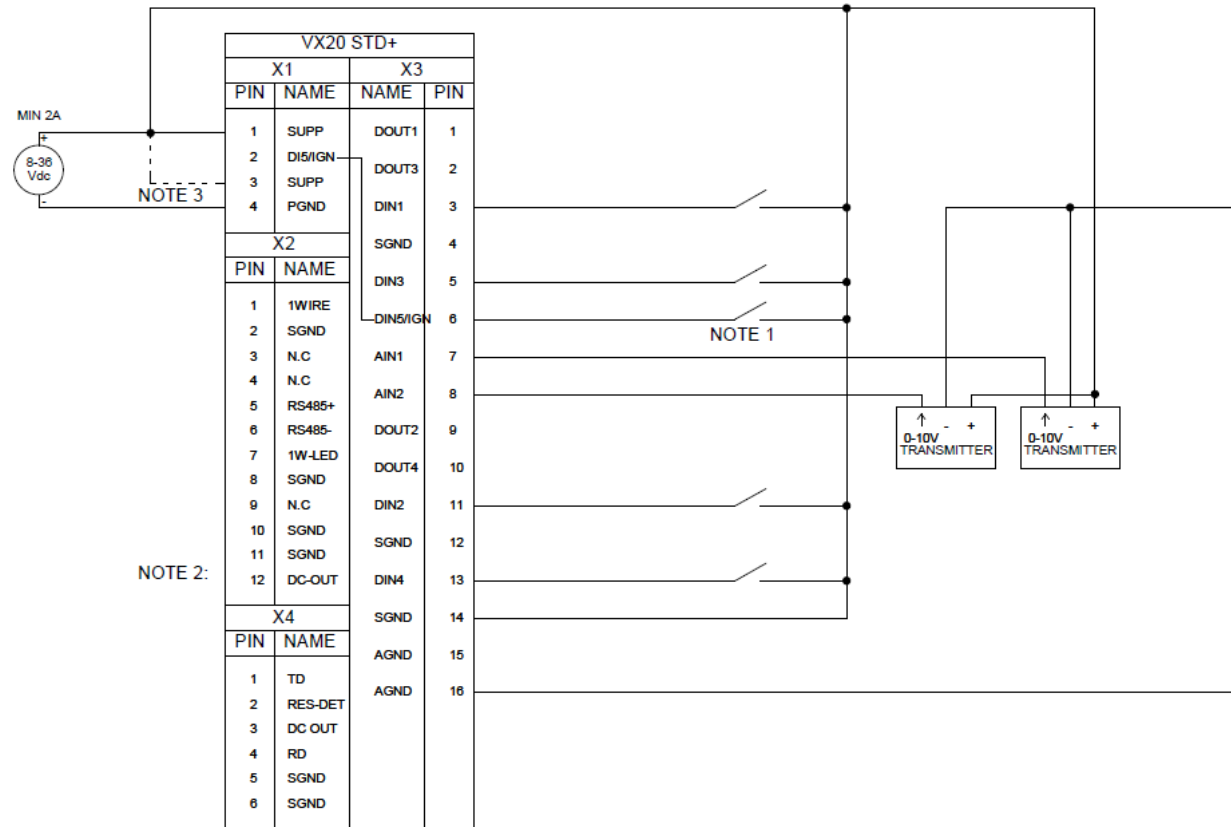 VX20 STD+
X1 X3
PIN NAME NAME PIN
MIN 2A
+
8-36
Vdc
-
NOTE 3
1 SUPP
2 DI5/IGN
3 SUPP
4 PGND
X2
PIN NAME
1 1WIRE
2 SGND
3 N.C
4 N.C
5 RS485+
6 RS485-
7 1W-LED
8 SGND
9 N.C
10 SGND
11 SGND
12 DC-OUT
NOTE 2:
X4
PIN NAME
1 TD
2 RES-DET
3 DC OUT
4 RD
5 SGND
6 SGND
DOUT1 1
DOUT3 2
DIN1 3
SGND 4
DIN3 5
DIN5/IGN 6
AIN1 7
AIN2 8
DOUT2 9
DOUT4 10
DIN2 11
SGND 12
DIN4 13
SGND 14
AGND 15
AGND 16
NOTE 1
- +
0-10V
TRANSMITTER
- +
0-10V
TRANSMITTER